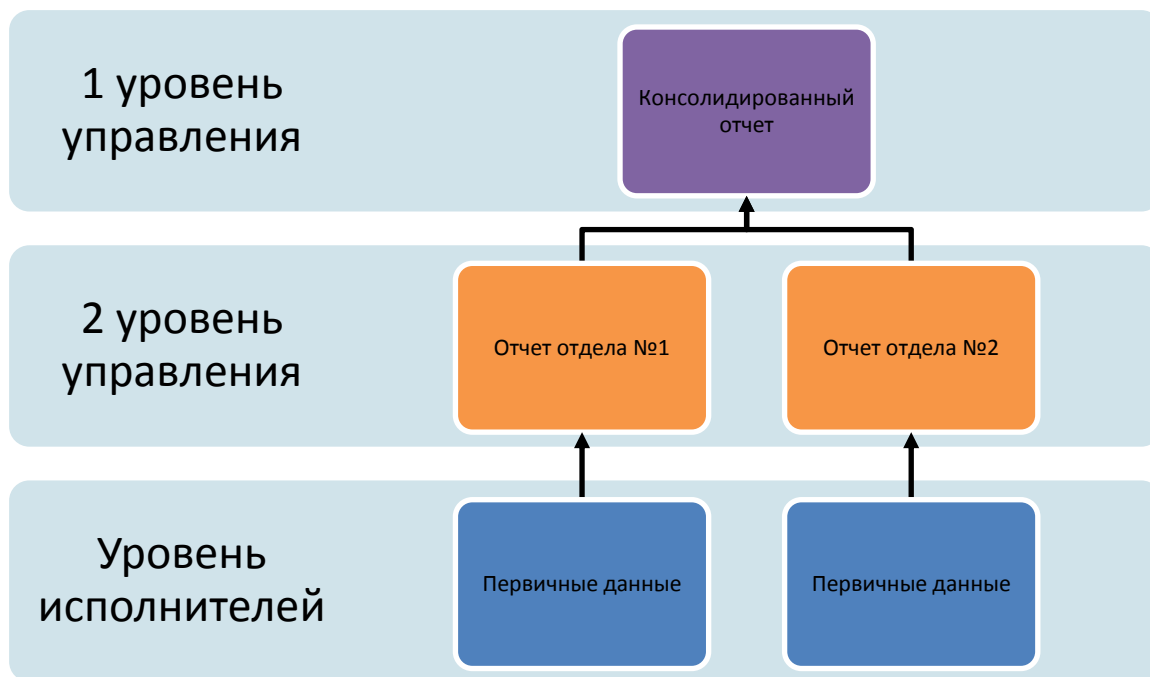 1 уровень
управления
Консолидированный
отчет
2 уровень
управления
Отчет отдела №1
Отчет отдела №2
Уровень
исполнителей
Первичные данные
Первичные данные